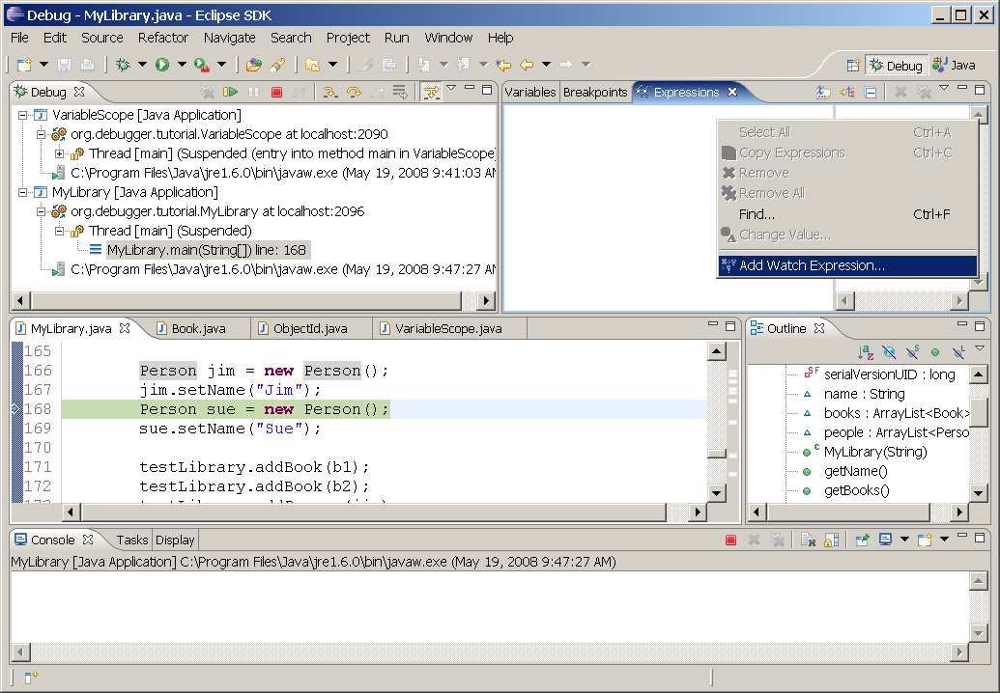 Debug - MyLibrary.java - Eclipse SDK
File Edit Source Refactor Navigate Search Project Run Window Help
Debug Java
Debug
VariableScope [Java Application]
org.debugger.tutorial.VariableScope at localhost:2090
Thread [main] (Suspended (entry into method main in VariableScope)
C:\Program Files\Java\jre1.6.0\bin\javaw.exe (May 19, 2008 9:41:03 AM
MyLibrary [Java Application]
org.debugger.tutorial.MyLibrary at localhost:2096
Thread [main] (Suspended)
MyLibrary.main(String[]) line: 168
C:\Program Files\Java\jre1.6.0\bin\javaw.exe (May 19, 2008 9:47:27 AM
Variables Breakpoints Expressions
Select All Ctrl+A
Copy Expressions Ctrl+C
Remove
Remove All
Find... Ctrl+F
Change Value...
Add Watch Expression...
MyLibrary.java Book.java ObjectId.java VariableScope.java
165
166 Person jim = new Person();
167 jim.setName("Jim");
168 Person sue = new Person();
169 sue.setName("Sue");
170
171 testLibrary.addBook(b1);
172 testLibrary.addBook(b2);
Outline
serialVersionUID : long
name : String
books : ArrayList<Book>
people : ArrayList<Perso
MyLibrary(String)
getName()
getBooks()
Console Tasks Display
MyLibrary [Java Application] C:\Program Files\Java\jre1.6.0\bin\javaw.exe (May 19, 2008 9:47:27 AM)